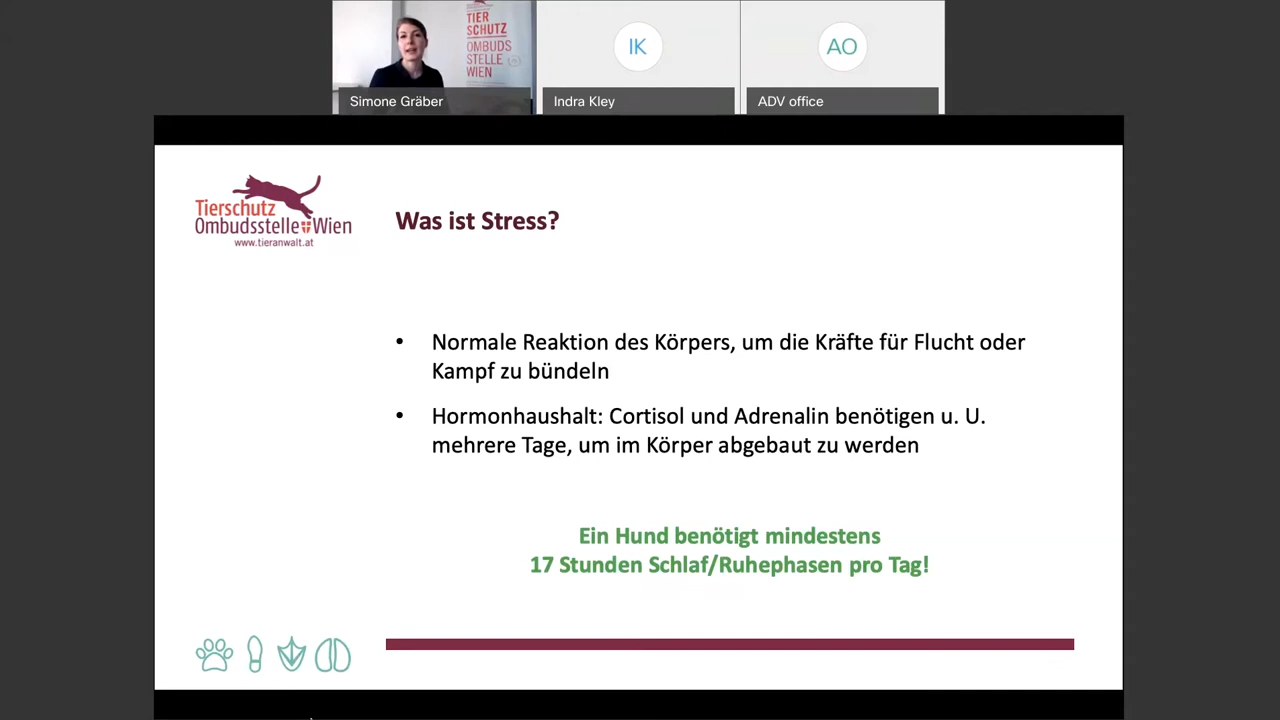 TIER
SCHUTZ
OMBUDS
STELLE
WIEN
Simone Gräber
IK
Indra Kley
AO
ADV office
Tierschutz
Ombudsstelle Wien
www.tieranwalt.at
Was ist Stress?
• Normale Reaktion des Körpers, um die Kräfte für Flucht oder
Kampf zu bündeln
• Hormonhaushalt: Cortisol und Adrenalin benötigen u. U.
mehrere Tage, um im Körper abgebaut zu werden
Ein Hund benötigt mindestens
17 Stunden Schlaf/Ruhephasen pro Tag!